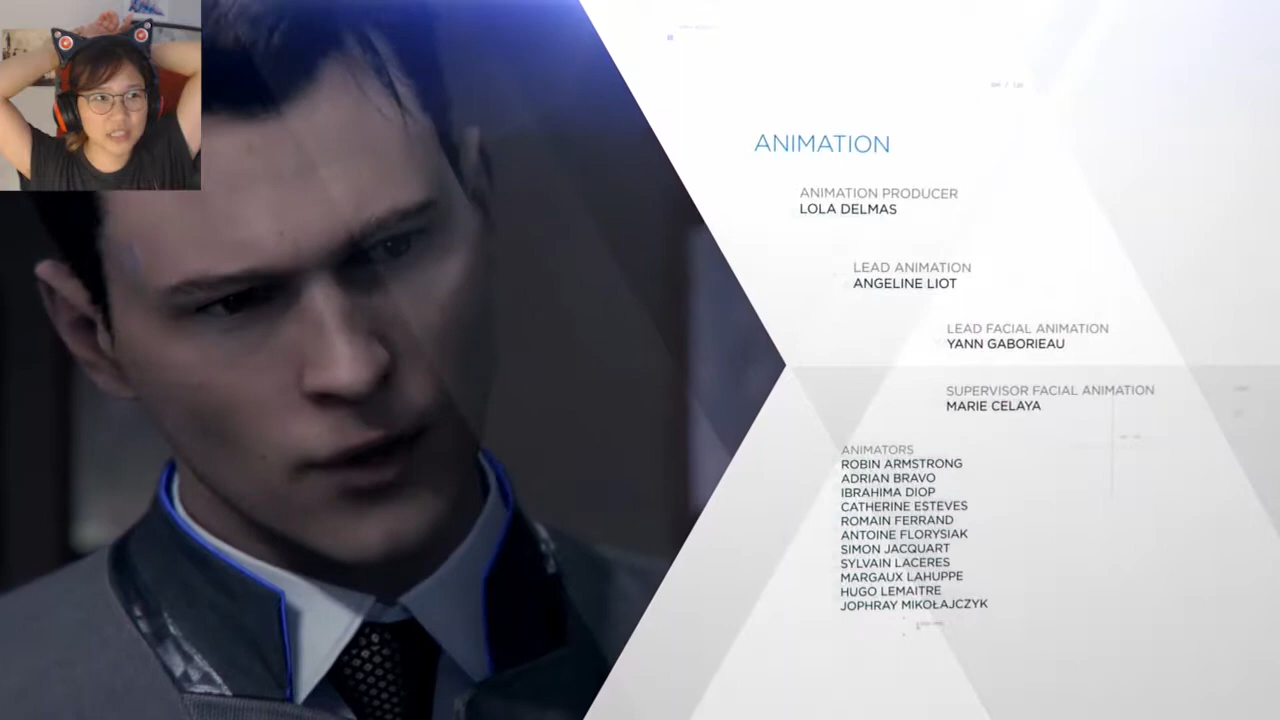 ANIMATION
ANIMATION PRODUCER
LOLA DELMAS
LEAD ANIMATION
ANGELINE LIOT
LEAD FACIAL ANIMATION
YANN GABORIEAU
SUPERVISOR FACIAL ANIMATION
MARIE CELAYA
ANIMATORS
ROBIN ARMSTRONG
ADRIAN BRAVO
IBRAHIMA DIOP
CATHERINE ESTEVES
ROMAIN FERRAND
ANTOINE FLORYSIAK
SIMON JACQUART
SYLVAIN LACERES
MARGAUX LAHUPPE
HUGO LEMAITRE
JOPHRAY MIKOŁAJCZYK